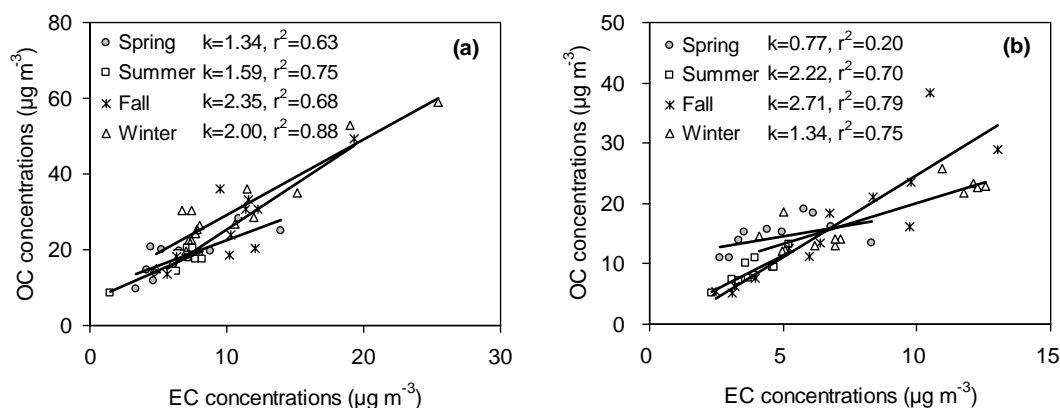 80
60
40
20
0
OC concentrations (µg m⁻³)
(a)
Spring k=1.34, r²=0.63
Summer k=1.59, r²=0.75
Fall k=2.35, r²=0.68
Winter k=2.00, r²=0.88
0 10 20 30
EC concentrations (µg m⁻³)
50
40
30
20
10
0
OC concentrations (µg m⁻³)
(b)
Spring k=0.77, r²=0.20
Summer k=2.22, r²=0.70
Fall k=2.71, r²=0.79
Winter k=1.34, r²=0.75
0 5 10 15
EC concentrations (µg m⁻³)